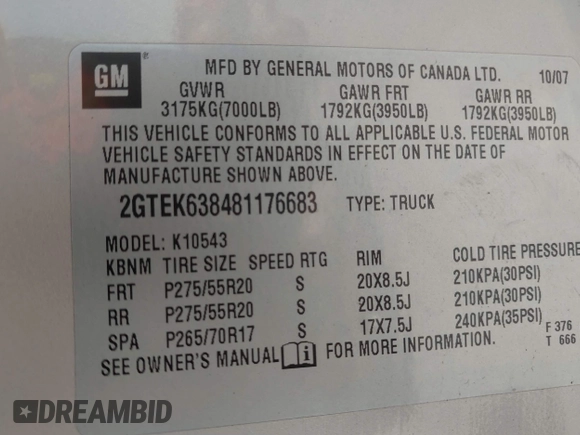 GM
MFD BY GENERAL MOTORS OF CANADA LTD. 10/07
GVWR GAWR FRT GAWR RR
3175KG(7000LB) 1792KG(3950LB) 1792KG(3950LB)
THIS VEHICLE CONFORMS TO ALL APPLICABLE U.S. FEDERAL MOTOR
VEHICLE SAFETY STANDARDS IN EFFECT ON THE DATE OF
MANUFACTURE SHOWN ABOVE.
2GTEK638481176683 TYPE: TRUCK
MODEL: K10543
KBNM TIRE SIZE SPEED RTG RIM COLD TIRE PRESSURE
FRT P275/55R20 S 20X8.5J 210KPA(30PSI)
RR P275/55R20 S 20X8.5J 210KPA(30PSI)
SPA P265/70R17 S 17X7.5J 240KPA(35PSI)
SEE OWNER'S MANUAL i FOR MORE INFORMATION.
F 376
T 666
DREAMBID